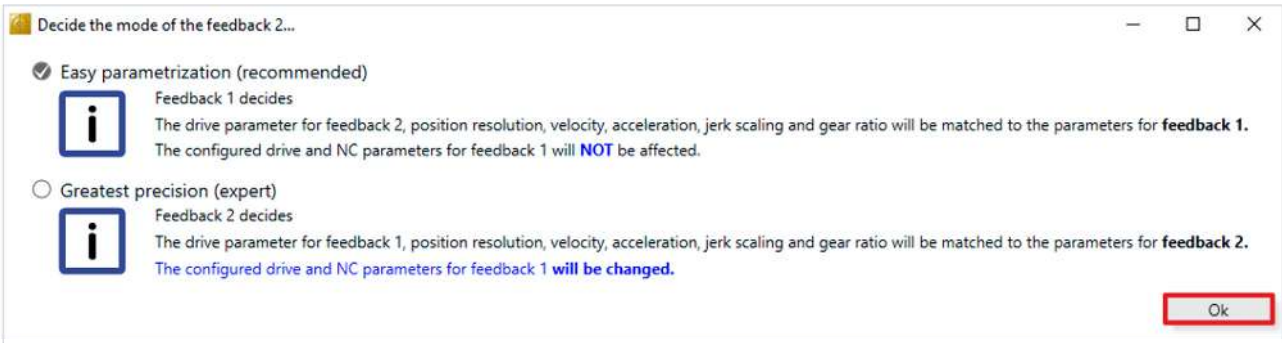 Decide the mode of the feedback 2...
Easy parametrization (recommended)
Feedback 1 decides
The drive parameter for feedback 2, position resolution, velocity, acceleration, jerk scaling and gear ratio will be matched to the parameters for feedback 1.
The configured drive and NC parameters for feedback 1 will NOT be affected.
Greatest precision (expert)
Feedback 2 decides
The drive parameter for feedback 1, position resolution, velocity, acceleration, jerk scaling and gear ratio will be matched to the parameters for feedback 2.
The configured drive and NC parameters for feedback 1 will be changed.
Ok